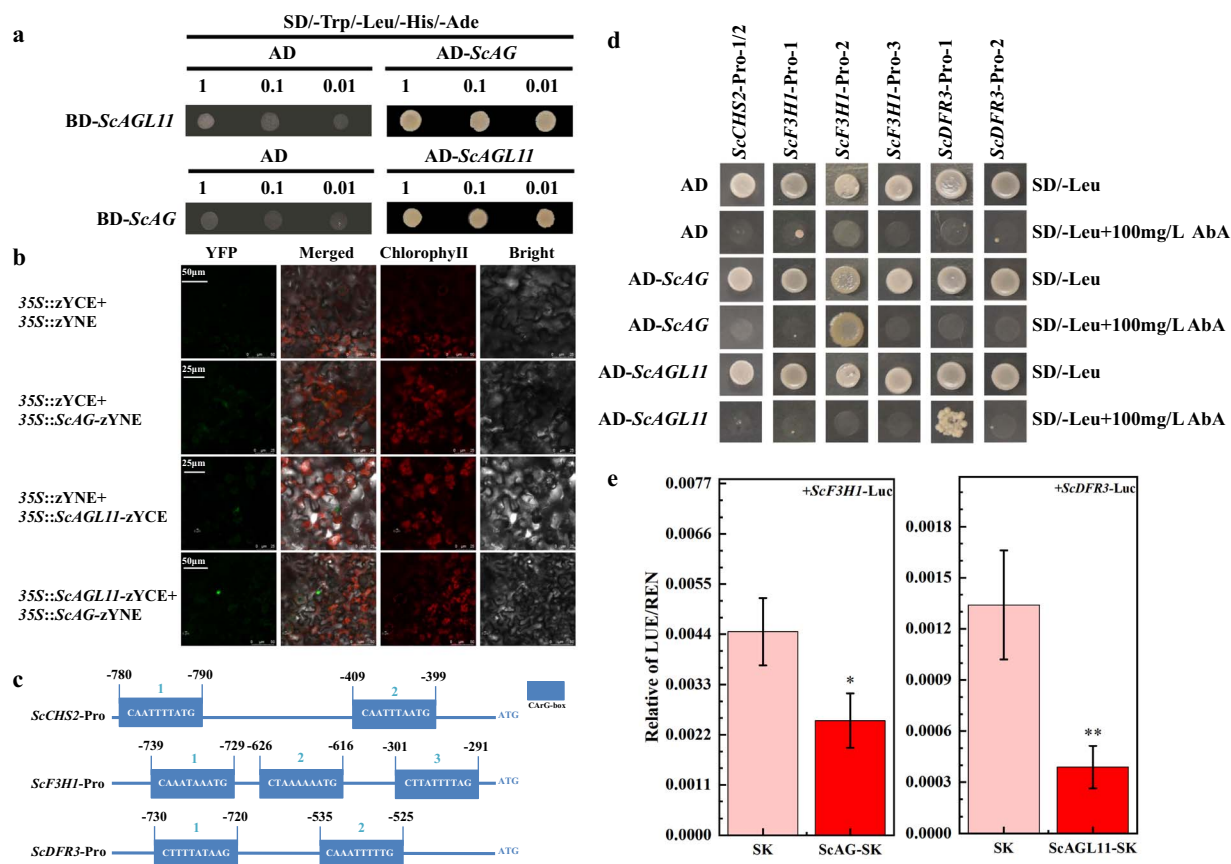 a
SD/-Trp/-Leu/-His/-Ade
AD AD-ScAG
1 0.1 0.01 1 0.1 0.01
BD-ScAGL11
AD AD-ScAGL11
1 0.1 0.01 1 0.1 0.01
BD-ScAG
b
YFP Merged ChlorophyII Bright
50μm
35S::zYCE+
35S::zYNE
25μm
35S::zYCE+
35S::ScAG-zYNE
25μm
35S::zYNE+
35S::ScAGL11-zYCE
50μm
35S::ScAGL11-zYCE+
35S::ScAG-zYNE
c
-780 -790 -409 -399
1 2
ScCHS2-Pro CAATTTTATG CAATTTAATG ATG
CArG-box
-739 -729 -626 -616 -301 -291
1 2 3
ScF3H1-Pro CAAATAAATG CTAAAAAATG CTTATTTTAG ATG
-730 -720 -535 -525
1 2
ScDFR3-Pro CTTTTATAAG CAAATTTTTG ATG
d
ScCHS2-Pro-1/2
ScF3H1-Pro-1
ScF3H1-Pro-2
ScF3H1-Pro-3
ScDFR3-Pro-1
ScDFR3-Pro-2
AD SD/-Leu
AD SD/-Leu+100mg/L AbA
AD-ScAG SD/-Leu
AD-ScAG SD/-Leu+100mg/L AbA
AD-ScAGL11 SD/-Leu
AD-ScAGL11 SD/-Leu+100mg/L AbA
e
Relative of LUE/REN
+ScF3H1-Luc
0.0077
0.0066
0.0055
0.0044
0.0033
0.0022
0.0011
0.0000
*
SK ScAG-SK
+ScDFR3-Luc
0.0018
0.0015
0.0012
0.0009
0.0006
0.0003
0.0000
**
SK ScAGL11-SK